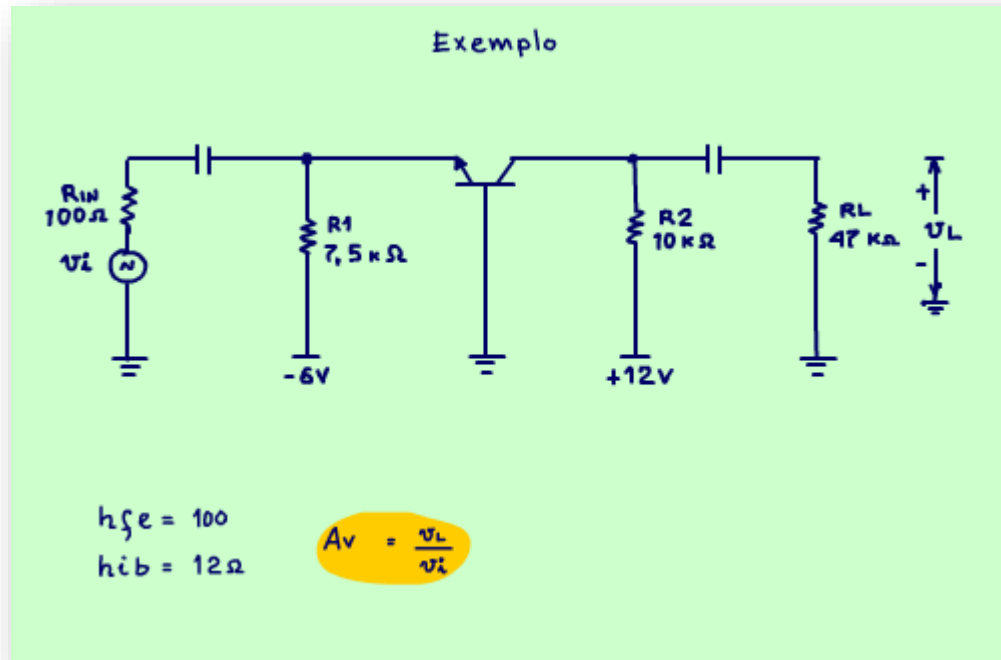 Exemplo
RIN
100Ω
vi
R1
7,5 kΩ
-6V
R2
10 kΩ
+12V
RL
47 kΩ
+
vL
-
hfe = 100
hib = 12Ω
Av = vL / vi